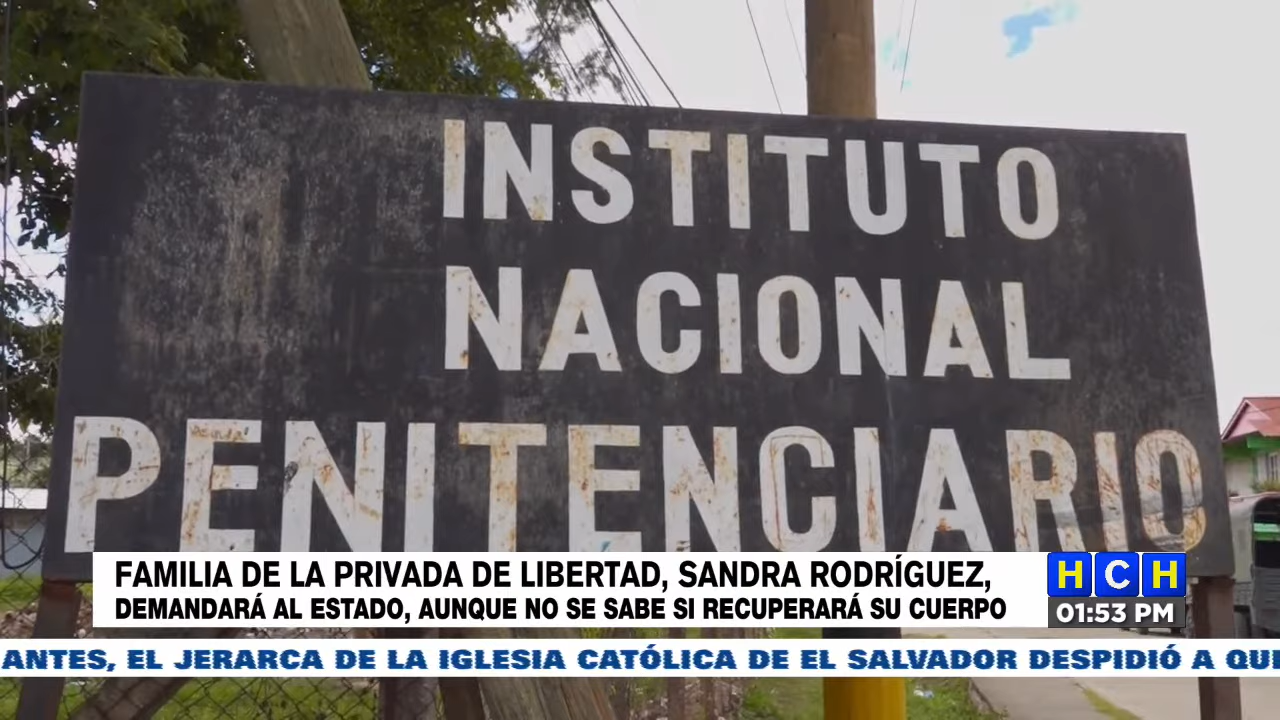 INSTITUTO
NACIONAL
PENITENCIARIO
FAMILIA DE LA PRIVADA DE LIBERTAD, SANDRA RODRÍGUEZ,
DEMANDARÁ AL ESTADO, AUNQUE NO SE SABE SI RECUPERARÁ SU CUERPO
HCH
01:53 PM
ANTES, EL JERARCA DE LA IGLESIA CATÓLICA DE EL SALVADOR DESPIDIÓ A